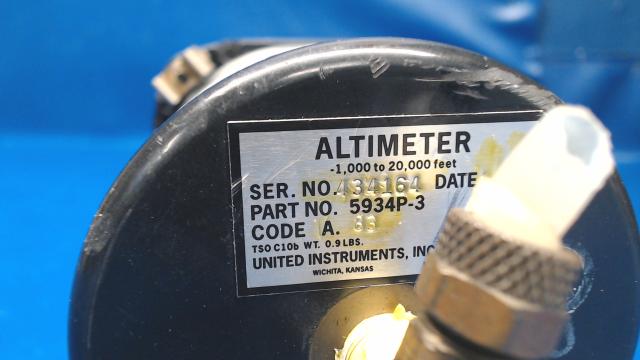 ALTIMETER
-1,000 to 20,000 feet
SER. NO. 434164 DATE
PART NO. 5934P-3
CODE A. 83
TSO C10b WT. 0.9 LBS.
UNITED INSTRUMENTS, INC
WICHITA, KANSAS